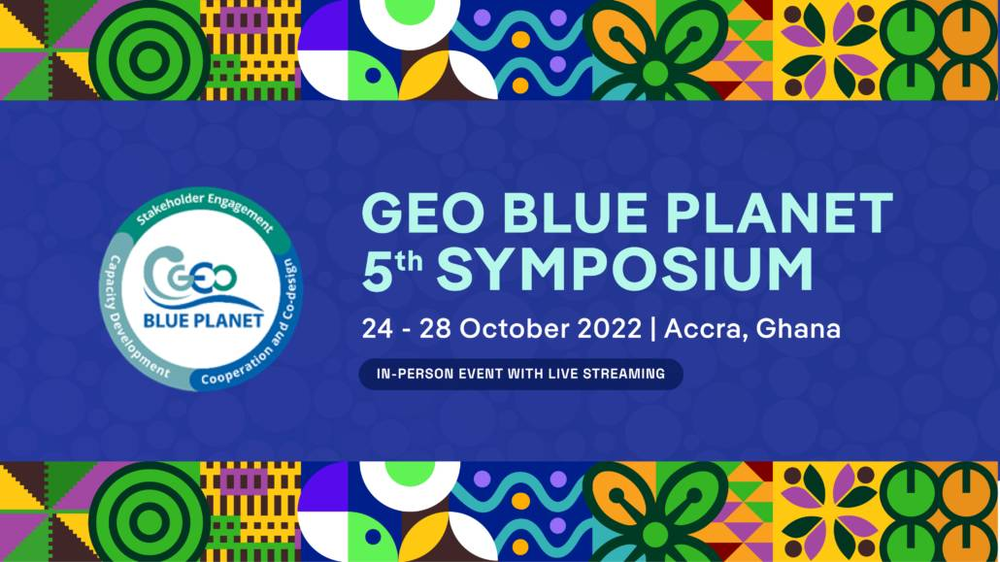 Stakeholder Engagement
Capacity Development
Cooperation and Co-design
GEO
BLUE PLANET
GEO BLUE PLANET
5th SYMPOSIUM
24 - 28 October 2022 | Accra, Ghana
IN-PERSON EVENT WITH LIVE STREAMING